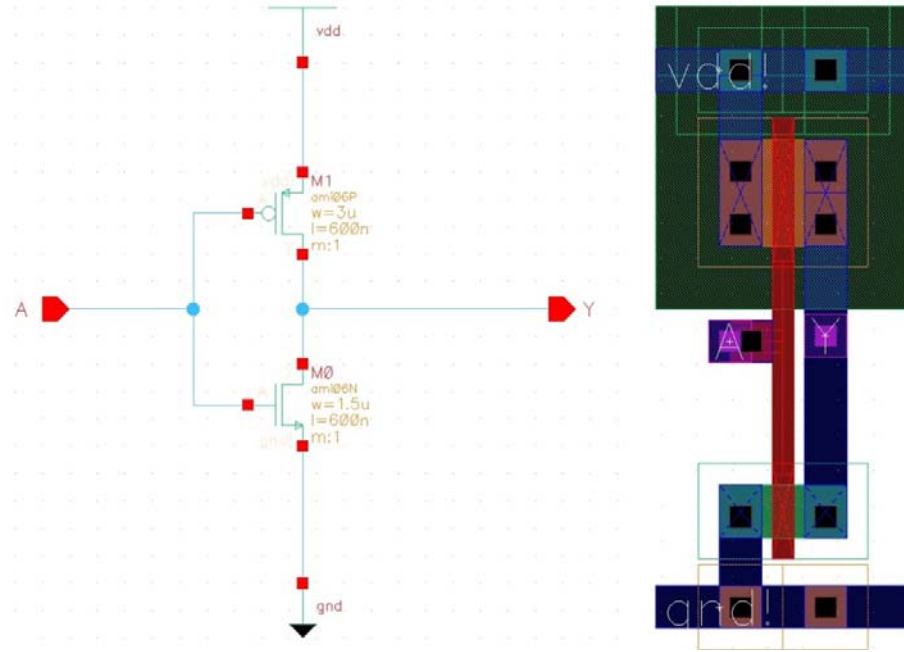 vdd
vdd!
M1
ami06P
w=3u
l=600n
m:1
A
Y
A
Y
M0
ami06N
w=1.5u
l=600n
m:1
gnd
gnd!